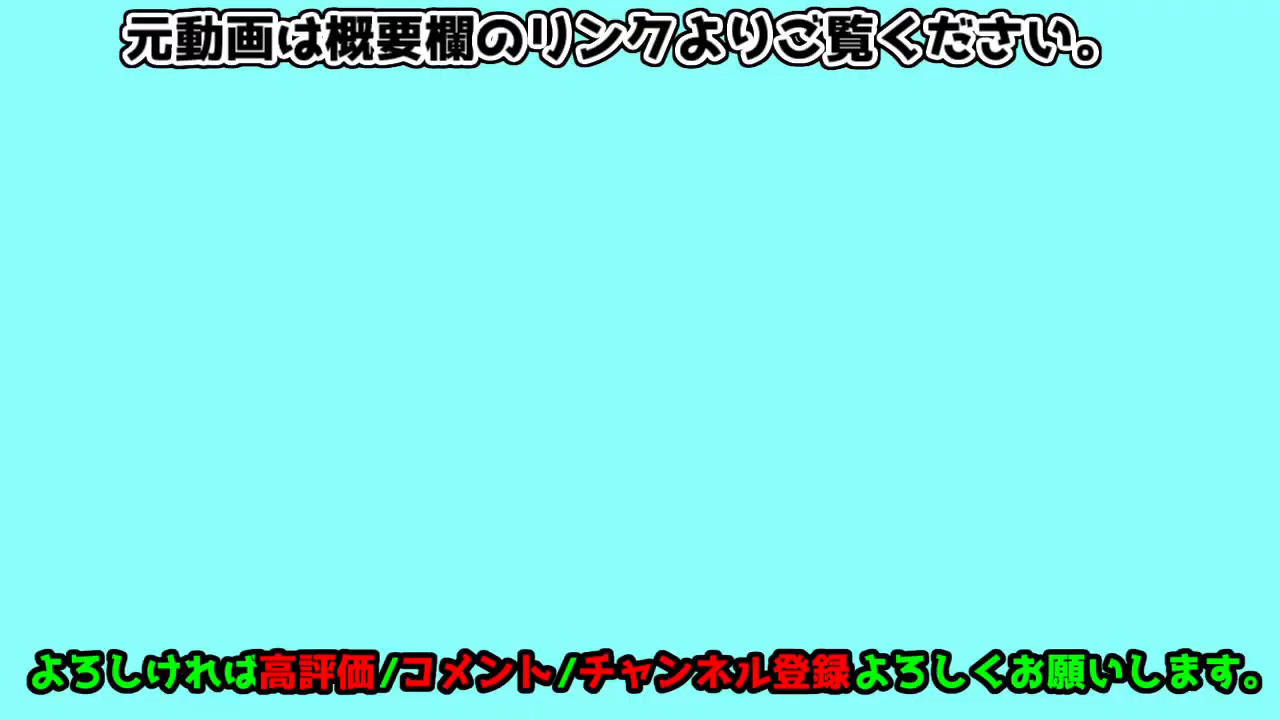 元動画は概要欄のリンクよりご覧ください。
よろしければ高評価/コメント/チャンネル登録よろしくお願いします。